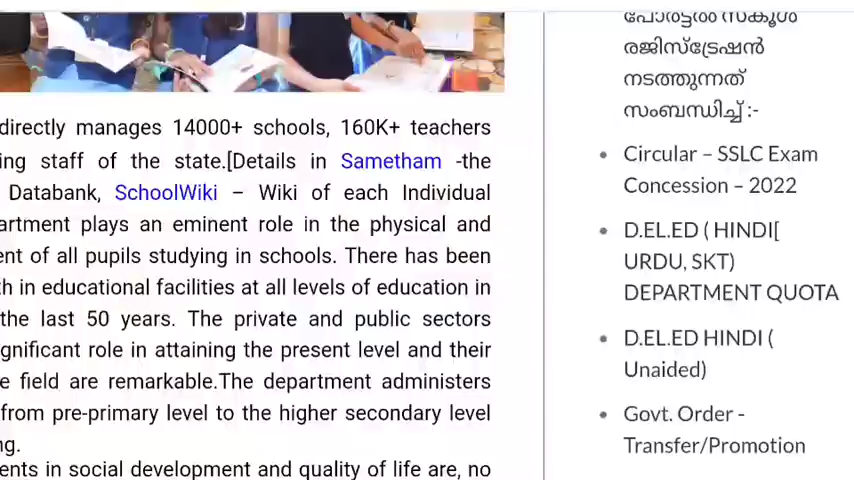 directly manages 14000+ schools, 160K+ teachers
ing staff of the state.[Details in Sametham -the
Databank, SchoolWiki – Wiki of each Individual
artment plays an eminent role in the physical and
ent of all pupils studying in schools. There has been
th in educational facilities at all levels of education in
the last 50 years. The private and public sectors
gnificant role in attaining the present level and their
e field are remarkable.The department administers
from pre-primary level to the higher secondary level
ng.
ents in social development and quality of life are, no
പോർട്ടൽ സ്കൂൾ
രജിസ്ട്രേഷൻ
നടത്തുന്നത്
സംബന്ധിച്ച് :-
Circular – SSLC Exam
Concession – 2022
D.EL.ED ( HINDI[
URDU, SKT)
DEPARTMENT QUOTA
D.EL.ED HINDI (
Unaided)
Govt. Order -
Transfer/Promotion